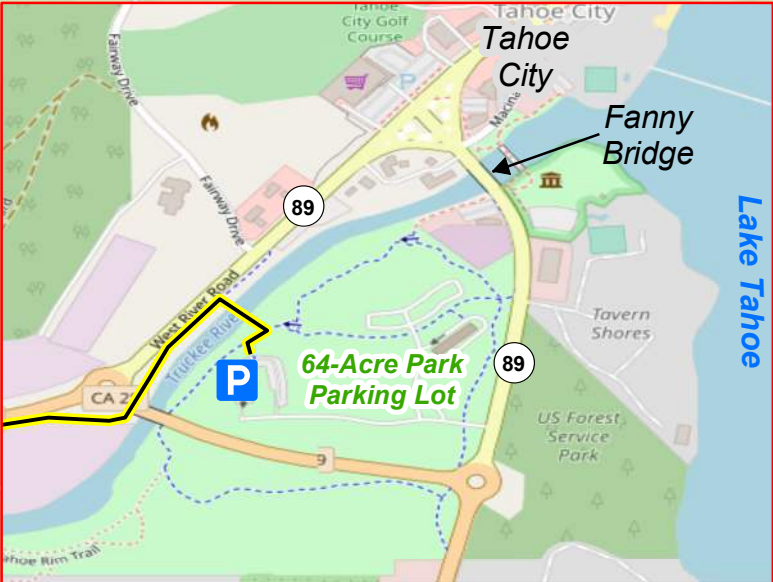 Tahoe
City Golf
Course
Tahoe City
Tahoe
City
P
Fairway Drive
Fanny
Bridge
Fairway Drive
89
Lake Tahoe
West River Road
Truckee River
Tavern
Shores
P
64-Acre Park
Parking Lot
89
CA
US Forest
Service
Park
9
Tahoe Rim Trail